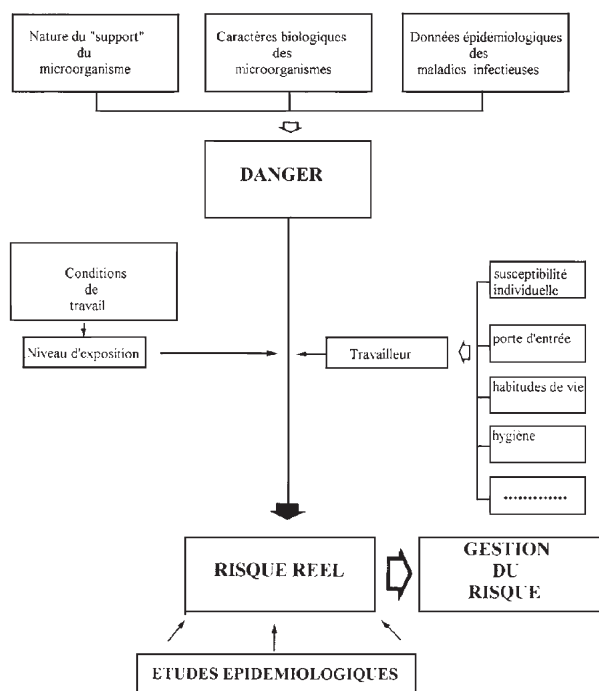 Nature du "support"
du
microorganisme
Caractères biologiques
des
microorganismes
Données épidemiologiques
des
maladies infectieuses
DANGER
Conditions
de
travail
Niveau d'exposition
Travailleur
susceptibilité
individuelle
porte d'entrée
habitudes de vie
hygiène
.............
RISQUE REEL
GESTION
DU
RISQUE
ETUDES EPIDEMIOLOGIQUES